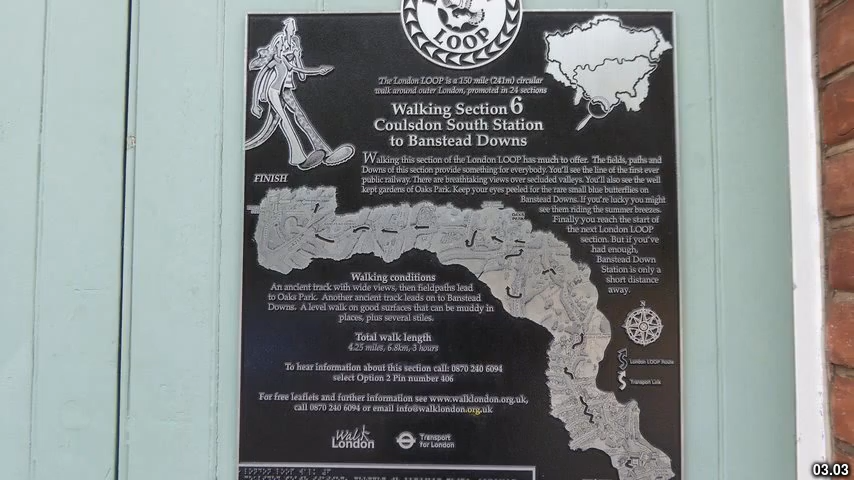 LOOP
The London LOOP is a 150 mile (241m) circular
walk around outer London, promoted in 24 sections
Walking Section 6
Coulsdon South Station
to Banstead Downs
Walking this section of the London LOOP has much to offer. The fields, paths and
Downs of this section provide something for everybody. You'll see the line of the first ever
public railway. There are breathtaking views over secluded valleys. You'll also see the well
kept gardens of Oaks Park. Keep your eyes peeled for the rare small blue butterflies on
Banstead Downs. If you're lucky you might
see them riding the summer breezes.
Finally you reach the start of
the next London LOOP
section. But if you've
had enough,
Banstead Down
Station is only a
short distance
away.
FINISH
Walking conditions
An ancient track with wide views, then fieldpaths lead
to Oaks Park. Another ancient track leads on to Banstead
Downs. A level walk on good surfaces that can be muddy in
places, plus several stiles.
Total walk length
4.25 miles, 6.8km, 3 hours
To hear information about this section call: 0870 240 6094
select Option 2 Pin number 406
For free leaflets and further information see www.walklondon.org.uk,
call 0870 240 6094 or email info@walklondon.org.uk
N
London LOOP Route
Transport Link
Walk
London
Transport
for London
03.03